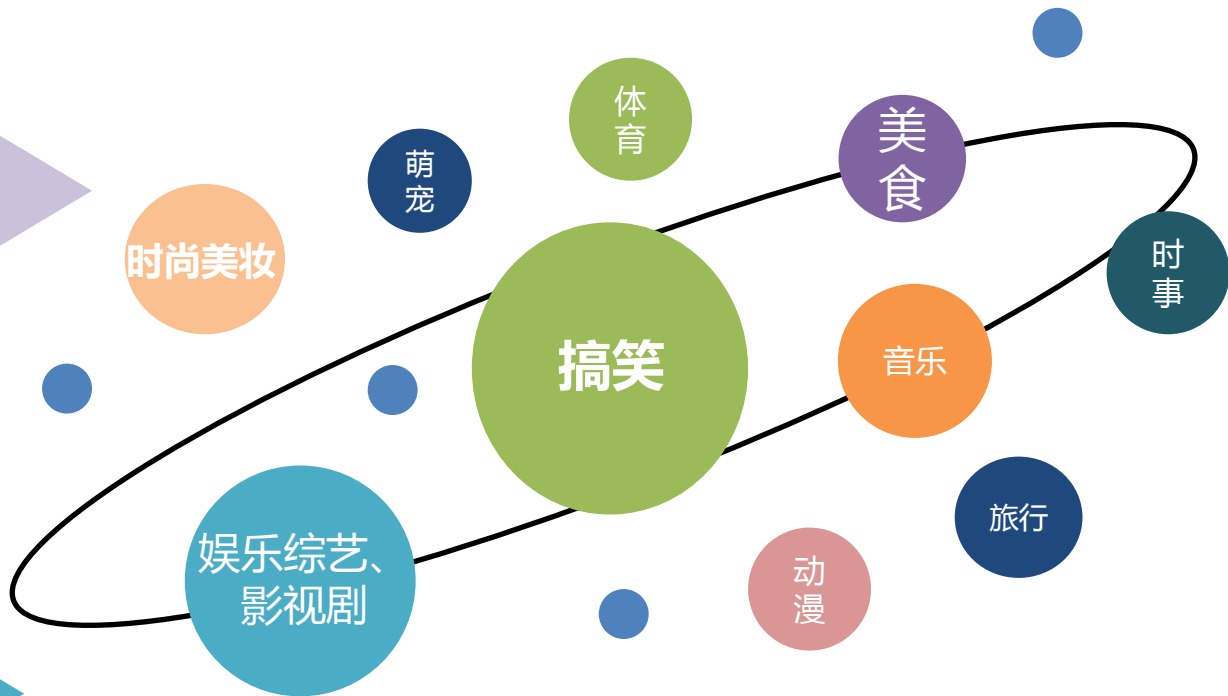 体
育
美
食
萌
宠
时尚美妆
时
事
搞笑
音乐
旅行
娱乐综艺、
影视剧
动
漫